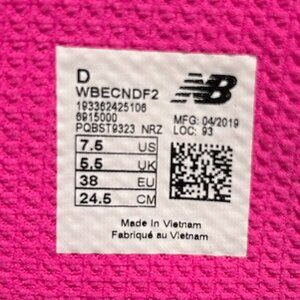 D
WBECNDF2
193362425106
6915000
PQBST9323 NRZ
NB
MFG: 04/2019
LOC: 93
7.5 US
5.5 UK
38 EU
24.5 CM
Made in Vietnam
Fabriqué au Vietnam